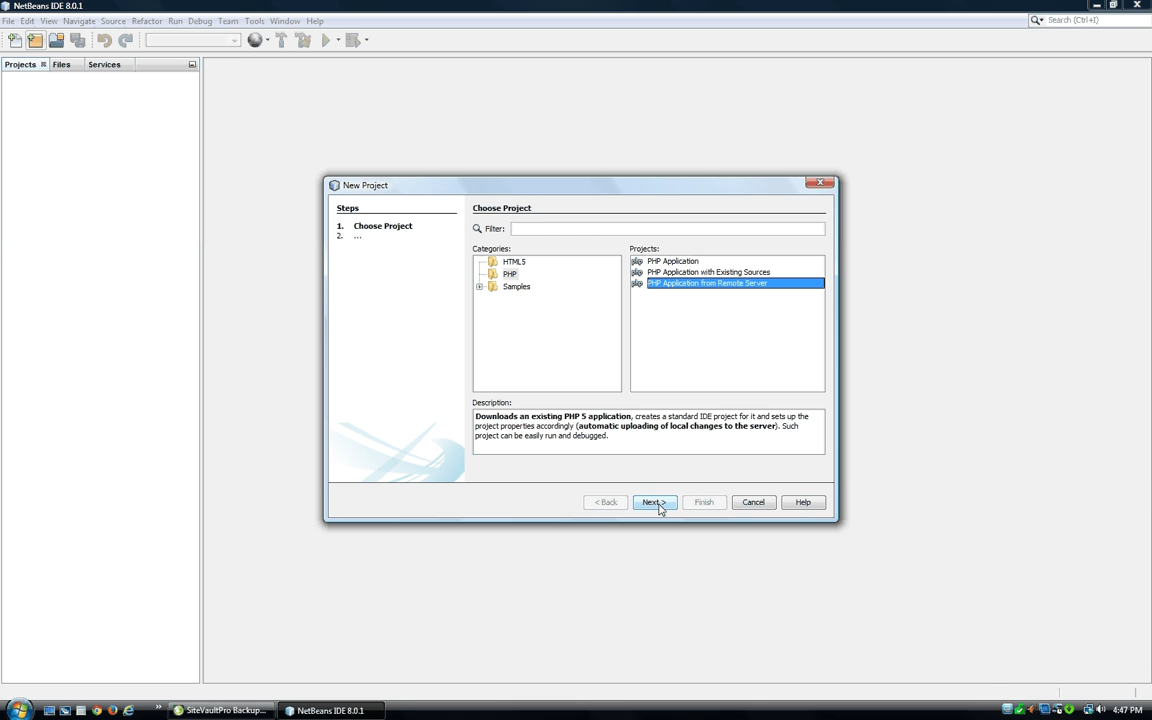 NetBeans IDE 8.0.1
File Edit View Navigate Source Refactor Run Debug Team Tools Window Help
Search (Ctrl+I)
Projects Files Services
New Project
Steps
1. Choose Project
2. ...
Choose Project
Filter:
Categories:
HTML5
PHP
Samples
Projects:
PHP Application
PHP Application with Existing Sources
PHP Application from Remote Server
Description:
Downloads an existing PHP 5 application, creates a standard IDE project for it and sets up the
project properties accordingly (automatic uploading of local changes to the server). Such
project can be easily run and debugged.
< Back Next > Finish Cancel Help
SiteVaultPro Backup... NetBeans IDE 8.0.1 4:47 PM